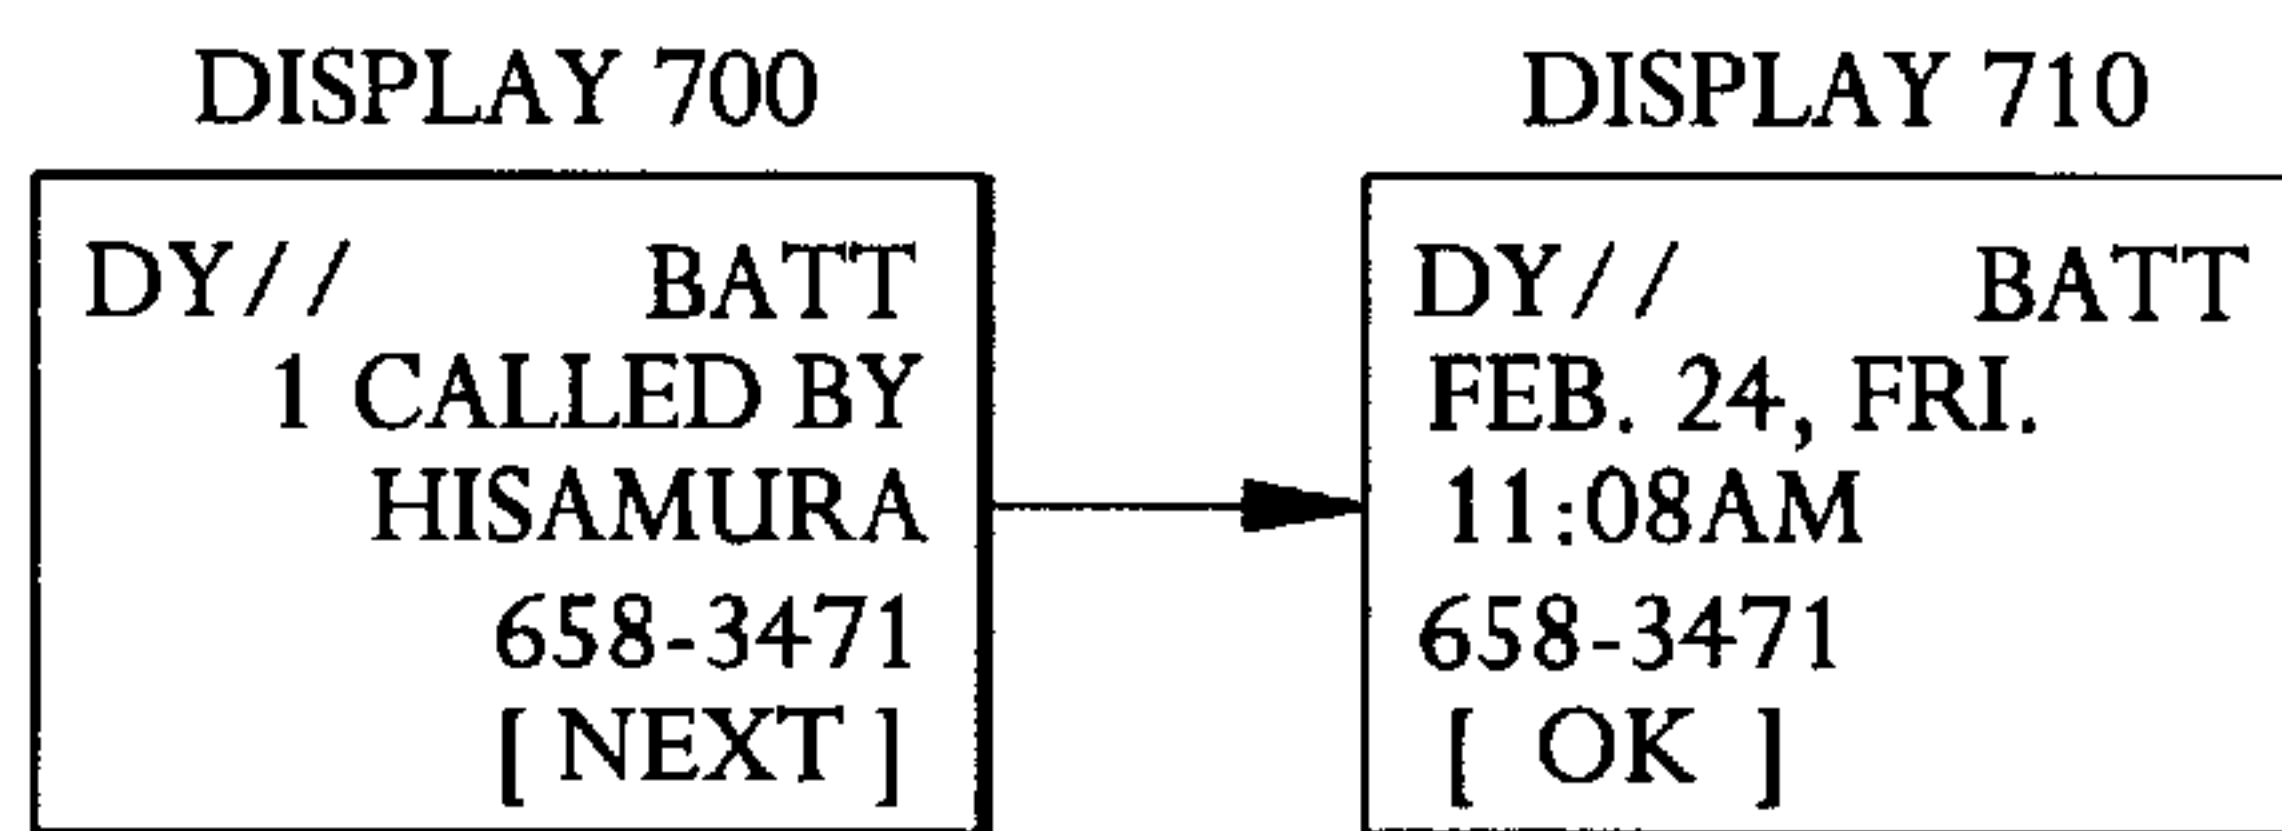 DISPLAY 700
DY// BATT
1 CALLED BY
HISAMURA
658-3471
[ NEXT ]
DISPLAY 710
DY// BATT
FEB. 24, FRI.
11:08AM
658-3471
[ OK ]